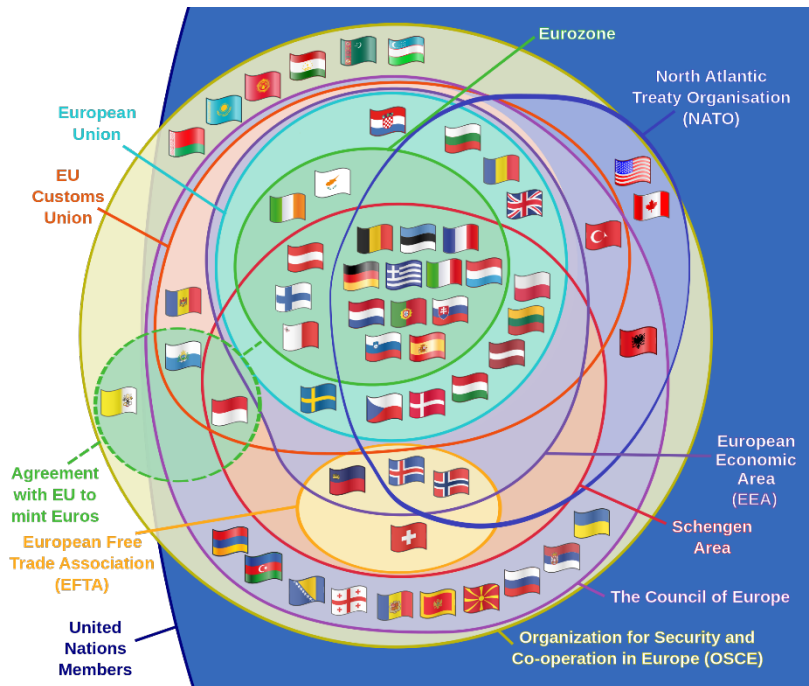 Eurozone
North Atlantic
Treaty Organisation
(NATO)
European
Union
EU
Customs
Union
Agreement
with EU to
mint Euros
European Free
Trade Association
(EFTA)
United
Nations
Members
European
Economic
Area
(EEA)
Schengen
Area
The Council of Europe
Organization for Security and
Co-operation in Europe (OSCE)